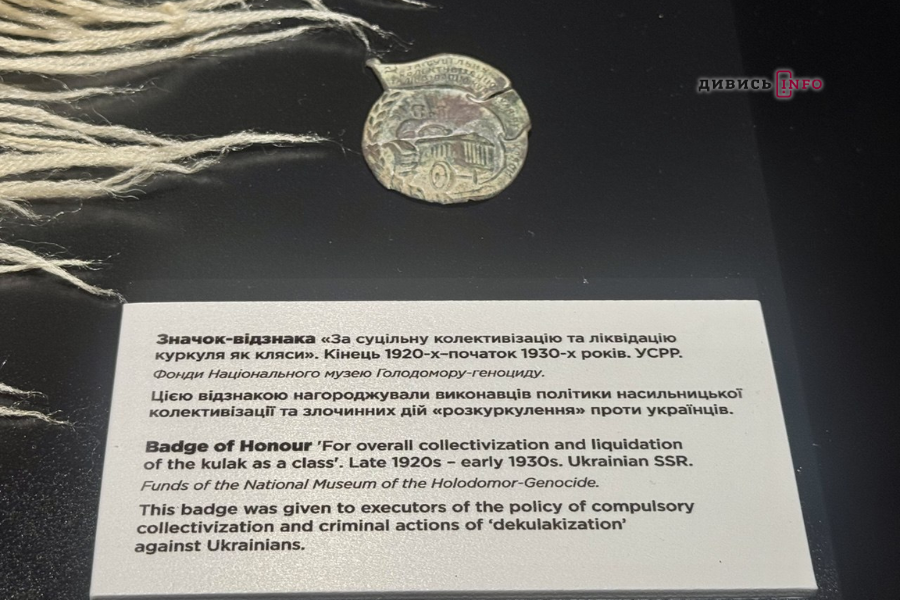 дивись INFO
Значок-відзнака «За суцільну колективізацію та ліквідацію
куркуля як кляси». Кінець 1920-х–початок 1930-х років. УСРР.
Фонди Національного музею Голодомору-геноциду.
Цією відзнакою нагороджували виконавців політики насильницької
колективізації та злочинних дій «розкуркулення» проти українців.
Badge of Honour 'For overall collectivization and liquidation
of the kulak as a class'. Late 1920s – early 1930s. Ukrainian SSR.
Funds of the National Museum of the Holodomor-Genocide.
This badge was given to executors of the policy of compulsory
collectivization and criminal actions of ‘dekulakization’
against Ukrainians.